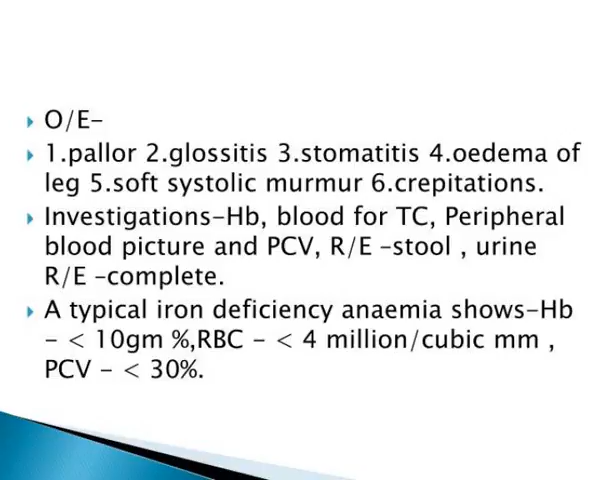 O/E-
1.pallor 2.glossitis 3.stomatitis 4.oedema of
leg 5.soft systolic murmur 6.crepitations.
Investigations-Hb, blood for TC, Peripheral
blood picture and PCV, R/E -stool , urine
R/E -complete.
A typical iron deficiency anaemia shows-Hb
- < 10gm %,RBC - < 4 million/cubic mm ,
PCV - < 30%.